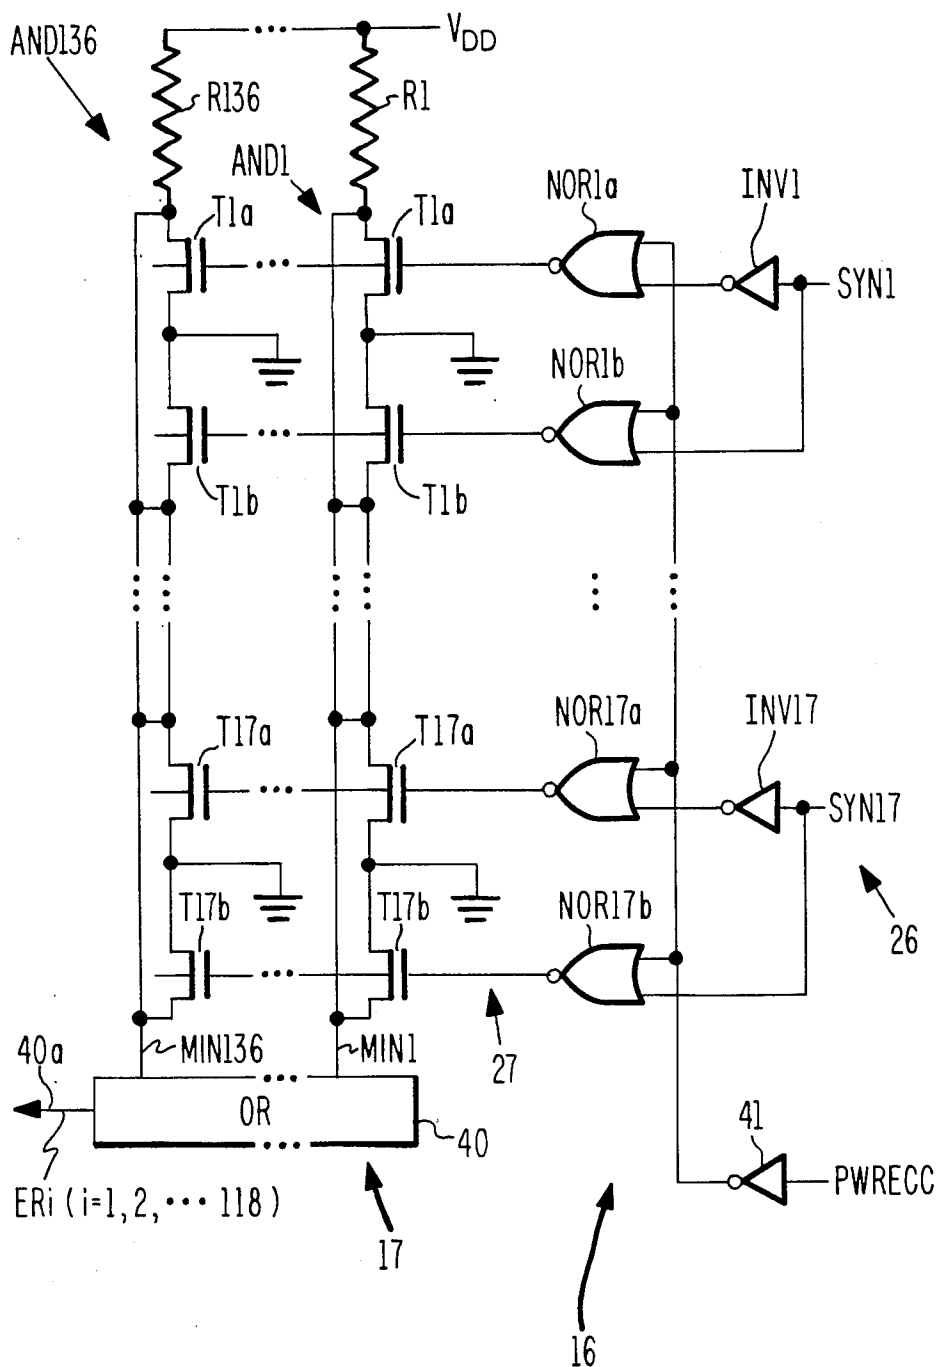 AND136
... VDD
R136
R1
AND1
T1a
T1a
NOR1a
INV1
SYN1
...
NOR1b
...
T1b
T1b
NOR17a
INV17
T17a
T17a
...
SYN17
T17b
T17b
NOR17b
26
...
MIN136
MIN1
27
40a
...
OR
40
...
41
ERi (i=1, 2, ··· 118)
PWRECC
17
16